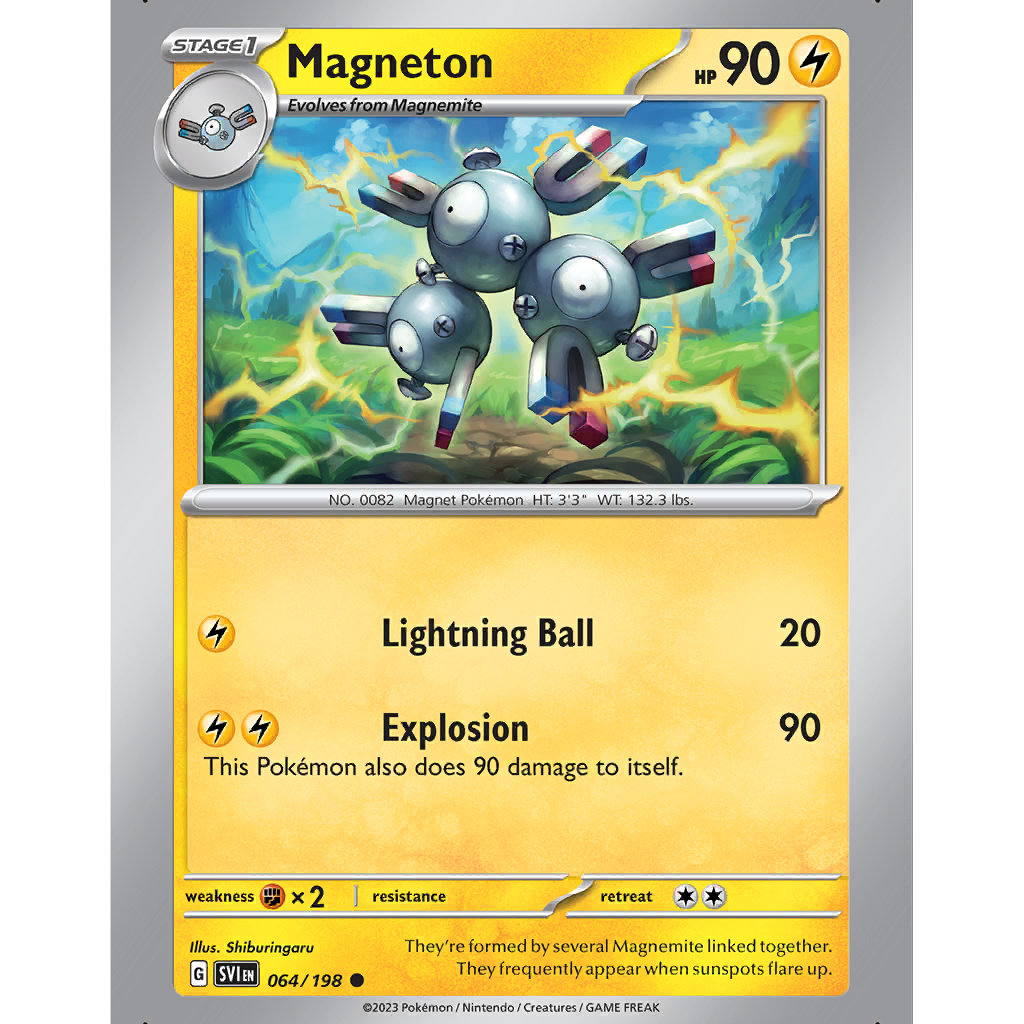 STAGE1
Magneton
HP 90
Evolves from Magnemite
NO. 0082 Magnet Pokémon HT: 3'3" WT: 132.3 lbs.
Lightning Ball 20
Explosion 90
This Pokémon also does 90 damage to itself.
weakness ×2 resistance retreat
Illus. Shiburingaru
They're formed by several Magnemite linked together.
They frequently appear when sunspots flare up.
G SVI EN 064/198
©2023 Pokémon / Nintendo / Creatures / GAME FREAK